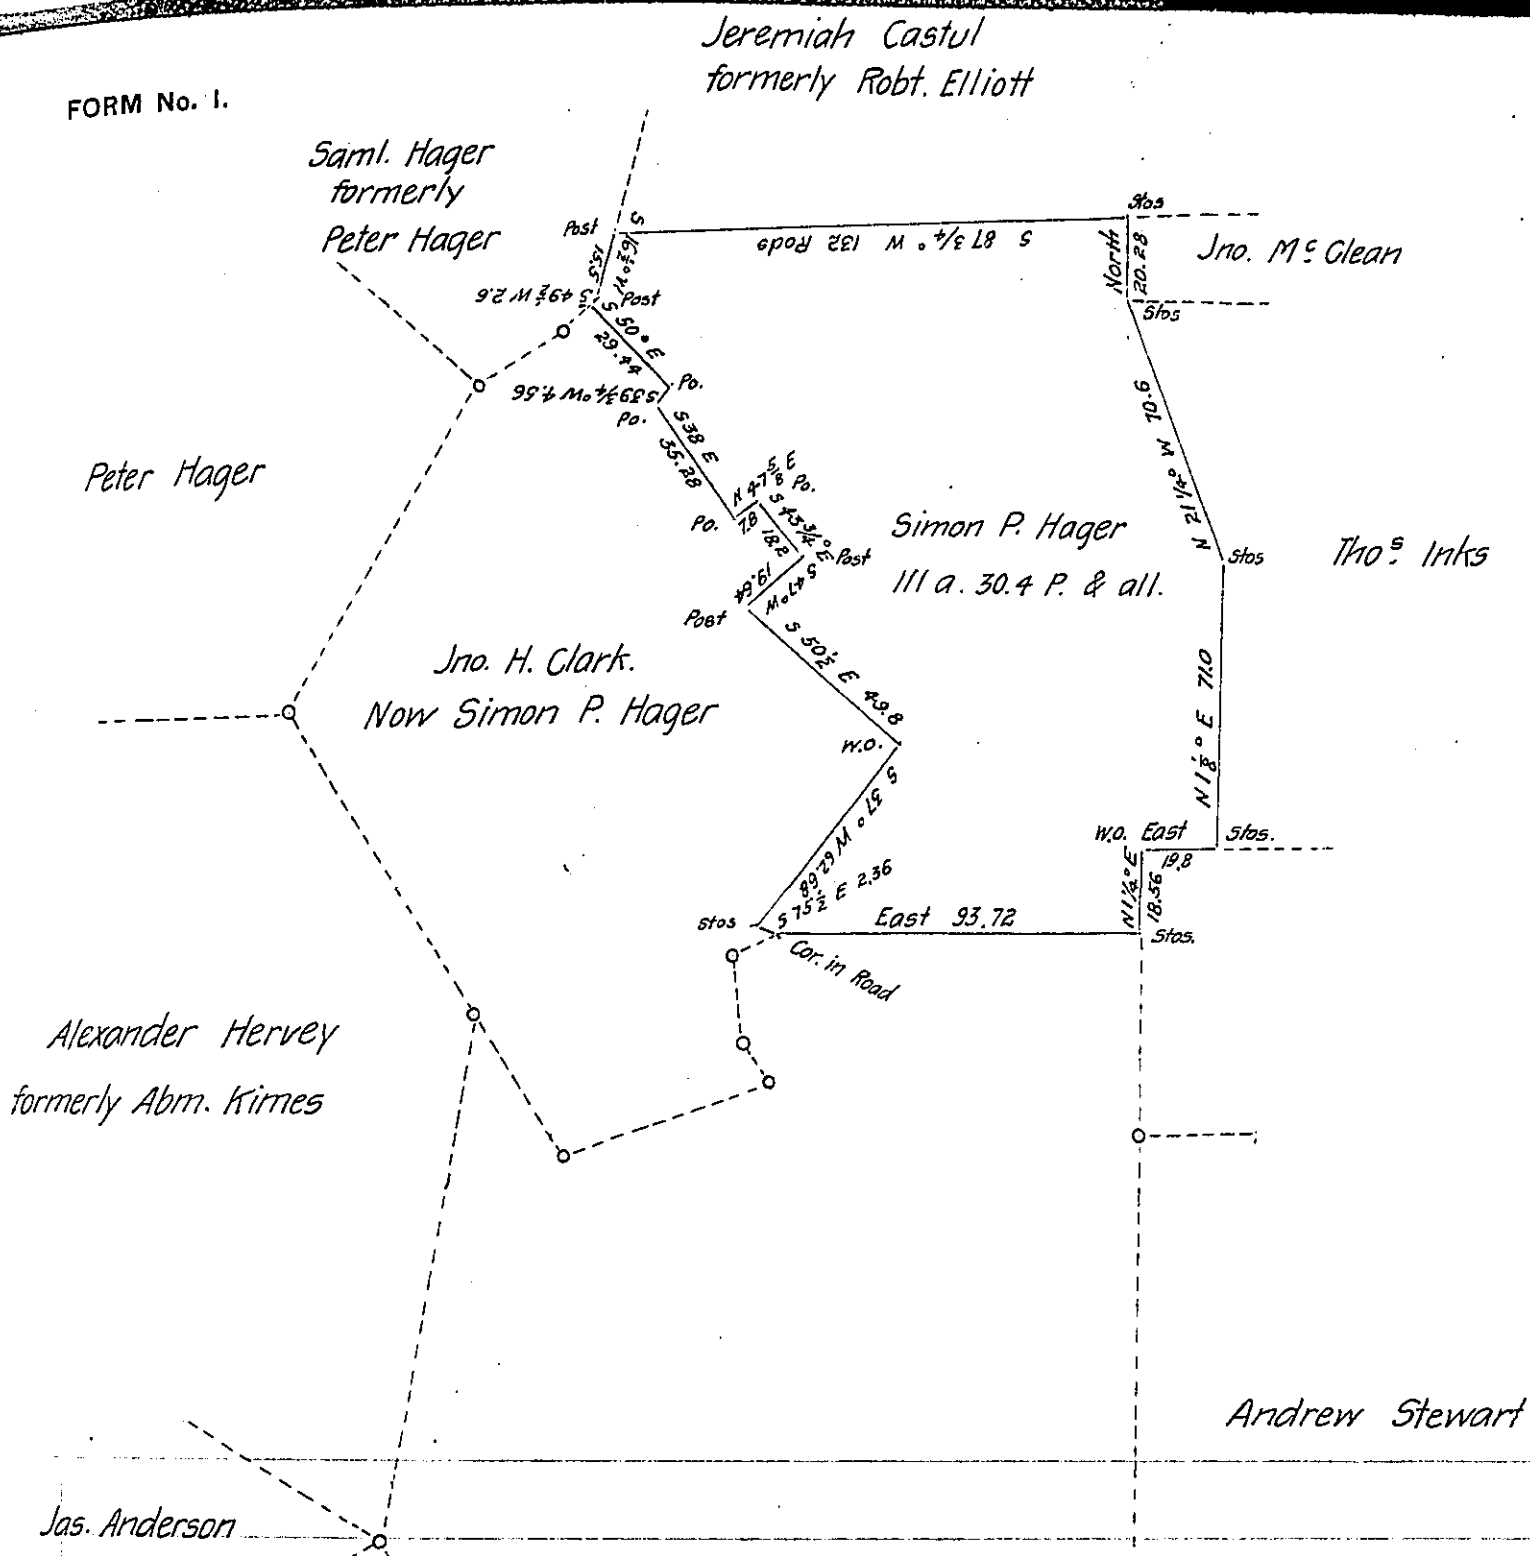 Jeremiah Castul
formerly Robt. Elliott
FORM No. 1.
Saml. Hager
formerly
Peter Hager
Post
S 16½° W
15.5
S 87 3/4° W 132 Rods
Stos
North
20.28
Jno. Mc Clean
Stos
S 49½ W 2.6
Post
S 50° E
29.44
Po.
S 39 3/4° W 4.56
Po.
S 38 E
35.28
Peter Hager
N 21 1/4° W 70.6
N 47 5/8 E
Po.
Po.
7.8
S 43 3/4° E
18.2
Post
Simon P. Hager
111 a. 30.4 P. & all.
Stos
Thos. Inks
S 47° W
19.64
Post
S 50½ E 49.8
Jno. H. Clark.
Now Simon P. Hager
W.O.
N 1 1/8° E 71.0
S 37° W 62.68
W.O. East
19.8
Stos.
N 1 1/4° E
18.56
Stos
S 75½ E 2.36
East 93.72
Stos.
Cor. in Road
Alexander Hervey
formerly Abm. Kimes
Andrew Stewart
Jas. Anderson